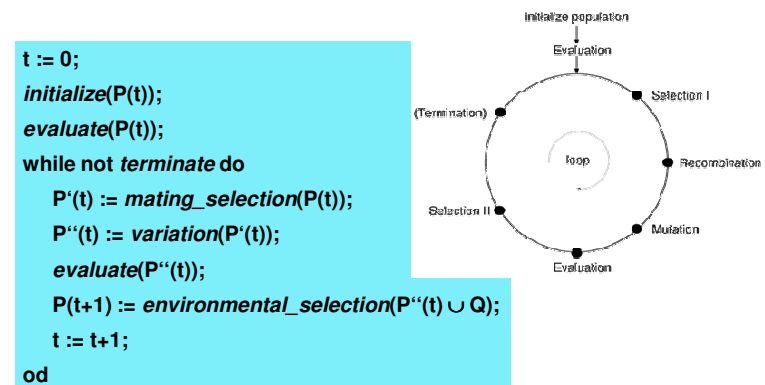 t := 0;
initialize(P(t));
evaluate(P(t));
while not terminate do
P‘(t) := mating_selection(P(t));
P‘‘(t) := variation(P‘(t));
evaluate(P‘‘(t));
P(t+1) := environmental_selection(P‘‘(t) ∪ Q);
t := t+1;
od
Initialize population
Evaluation
Selection I
(Termination)
loop
Recombination
Selection II
Mutation
Evaluation